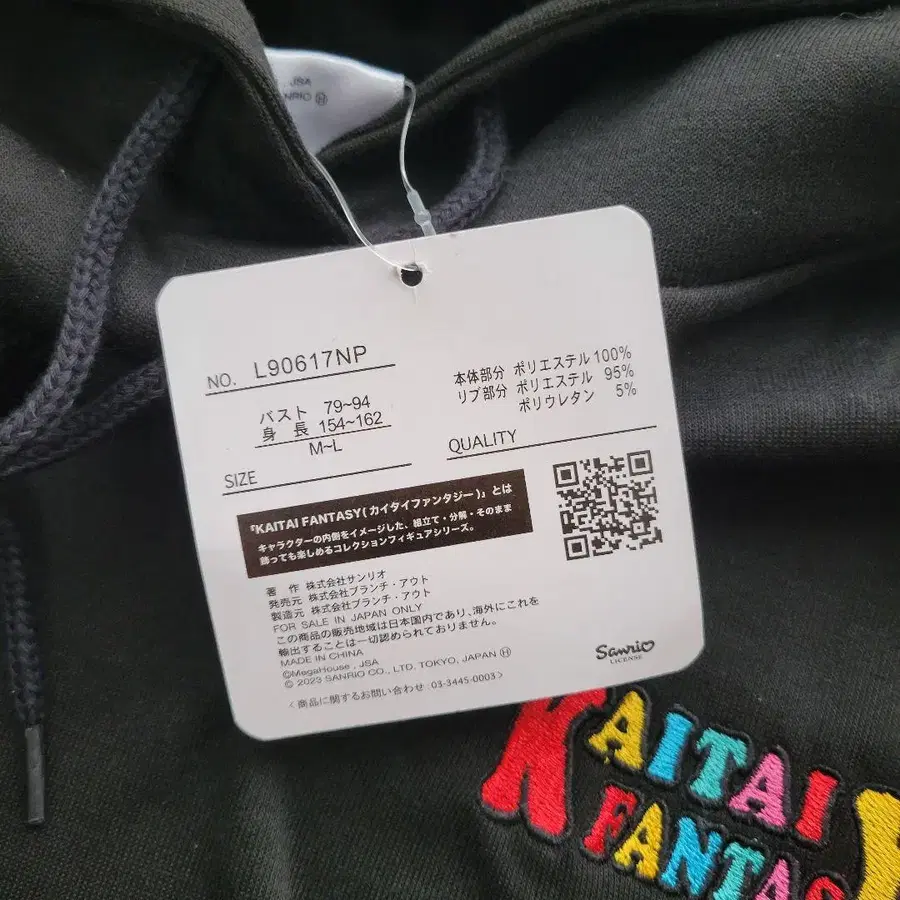 JSA
NRIO Ⓗ
NO. L90617NP
バスト 79~94
身 長 154~162
M~L
SIZE
本体部分 ポリエステル 100%
リブ部分 ポリエステル 95%
ポリウレタン 5%
QUALITY
『KAITAI FANTASY(カイタイファンタジー)』とは
キャラクターの内側をイメージした、組立て・分解・そのまま
飾っても楽しめるコレクションフィギュアシリーズ。
著 作 株式会社サンリオ
発売元 株式会社ブランチ・アウト
製造元 株式会社ブランチ・アウト
FOR SALE IN JAPAN ONLY
この商品の販売地域は日本国内であり、海外にこれを
輸出することは一切認められておりません。
MADE IN CHINA
©MegaHouse , JSA
© 2023 SANRIO CO., LTD. TOKYO, JAPAN Ⓗ
〈商品に関するお問い合わせ:03-3445-0003〉
Sanrio
LICENSE
KAITAI
FANTAS